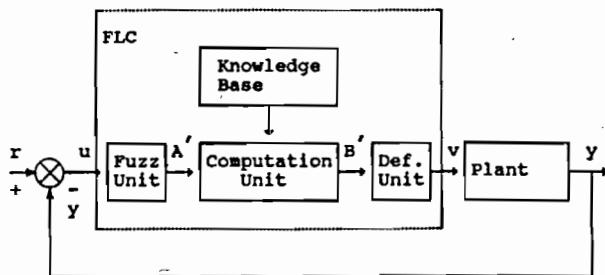 FLC
Knowledge
Base
r
+
-
y
u
Fuzz
Unit
A'
Computation
Unit
B'
Def.
Unit
v
Plant
y